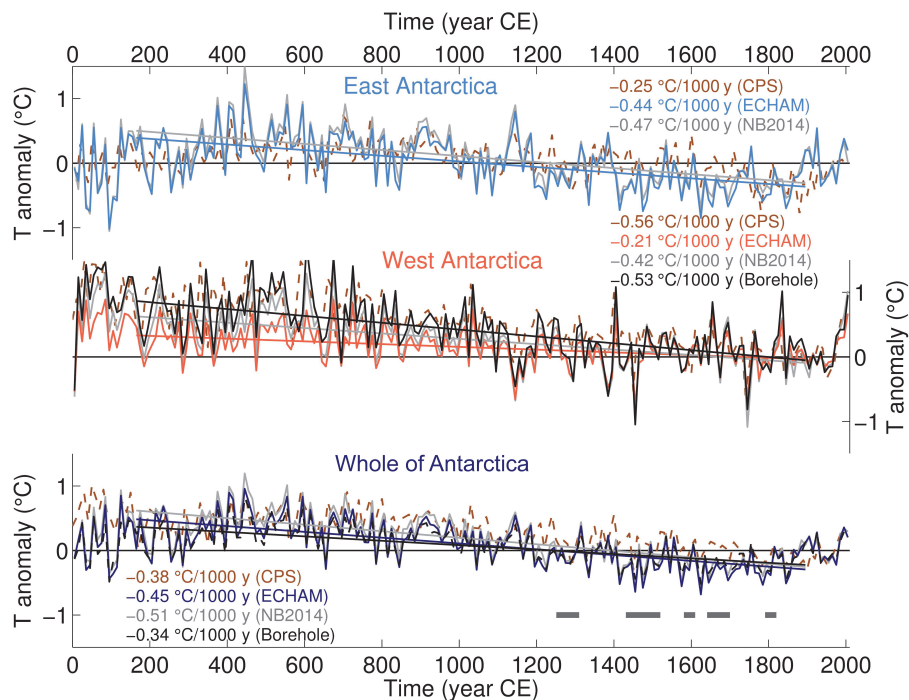 Time (year CE)
0 200 400 600 800 1000 1200 1400 1600 1800 2000
East Antarctica
T anomaly (°C)
1
0
−1
−0.25 °C/1000 y (CPS)
−0.44 °C/1000 y (ECHAM)
−0.47 °C/1000 y (NB2014)
West Antarctica
−0.56 °C/1000 y (CPS)
−0.21 °C/1000 y (ECHAM)
−0.42 °C/1000 y (NB2014)
−0.53 °C/1000 y (Borehole)
1
0
−1
T anomaly (°C)
Whole of Antarctica
T anomaly (°C)
1
0
−1
−0.38 °C/1000 y (CPS)
−0.45 °C/1000 y (ECHAM)
−0.51 °C/1000 y (NB2014)
−0.34 °C/1000 y (Borehole)
0 200 400 600 800 1000 1200 1400 1600 1800 2000
Time (year CE)